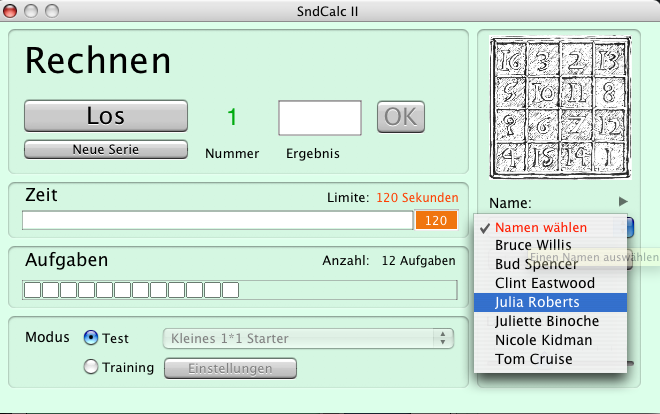 SndCalc II
Rechnen
Los
Neue Serie
1
Nummer
Ergebnis
OK
Zeit
Limite: 120 Sekunden
120
Aufgaben
Anzahl: 12 Aufgaben
Modus
Test
Kleines 1*1 Starter
Training
Einstellungen
16 3 2 13
5 10 11 8
9 6 7 12
4 15 14 1
Name:
✓ Namen wählen
Bruce Willis
Einen Namen auswählen
Bud Spencer
Clint Eastwood
Julia Roberts
Juliette Binoche
Nicole Kidman
Tom Cruise